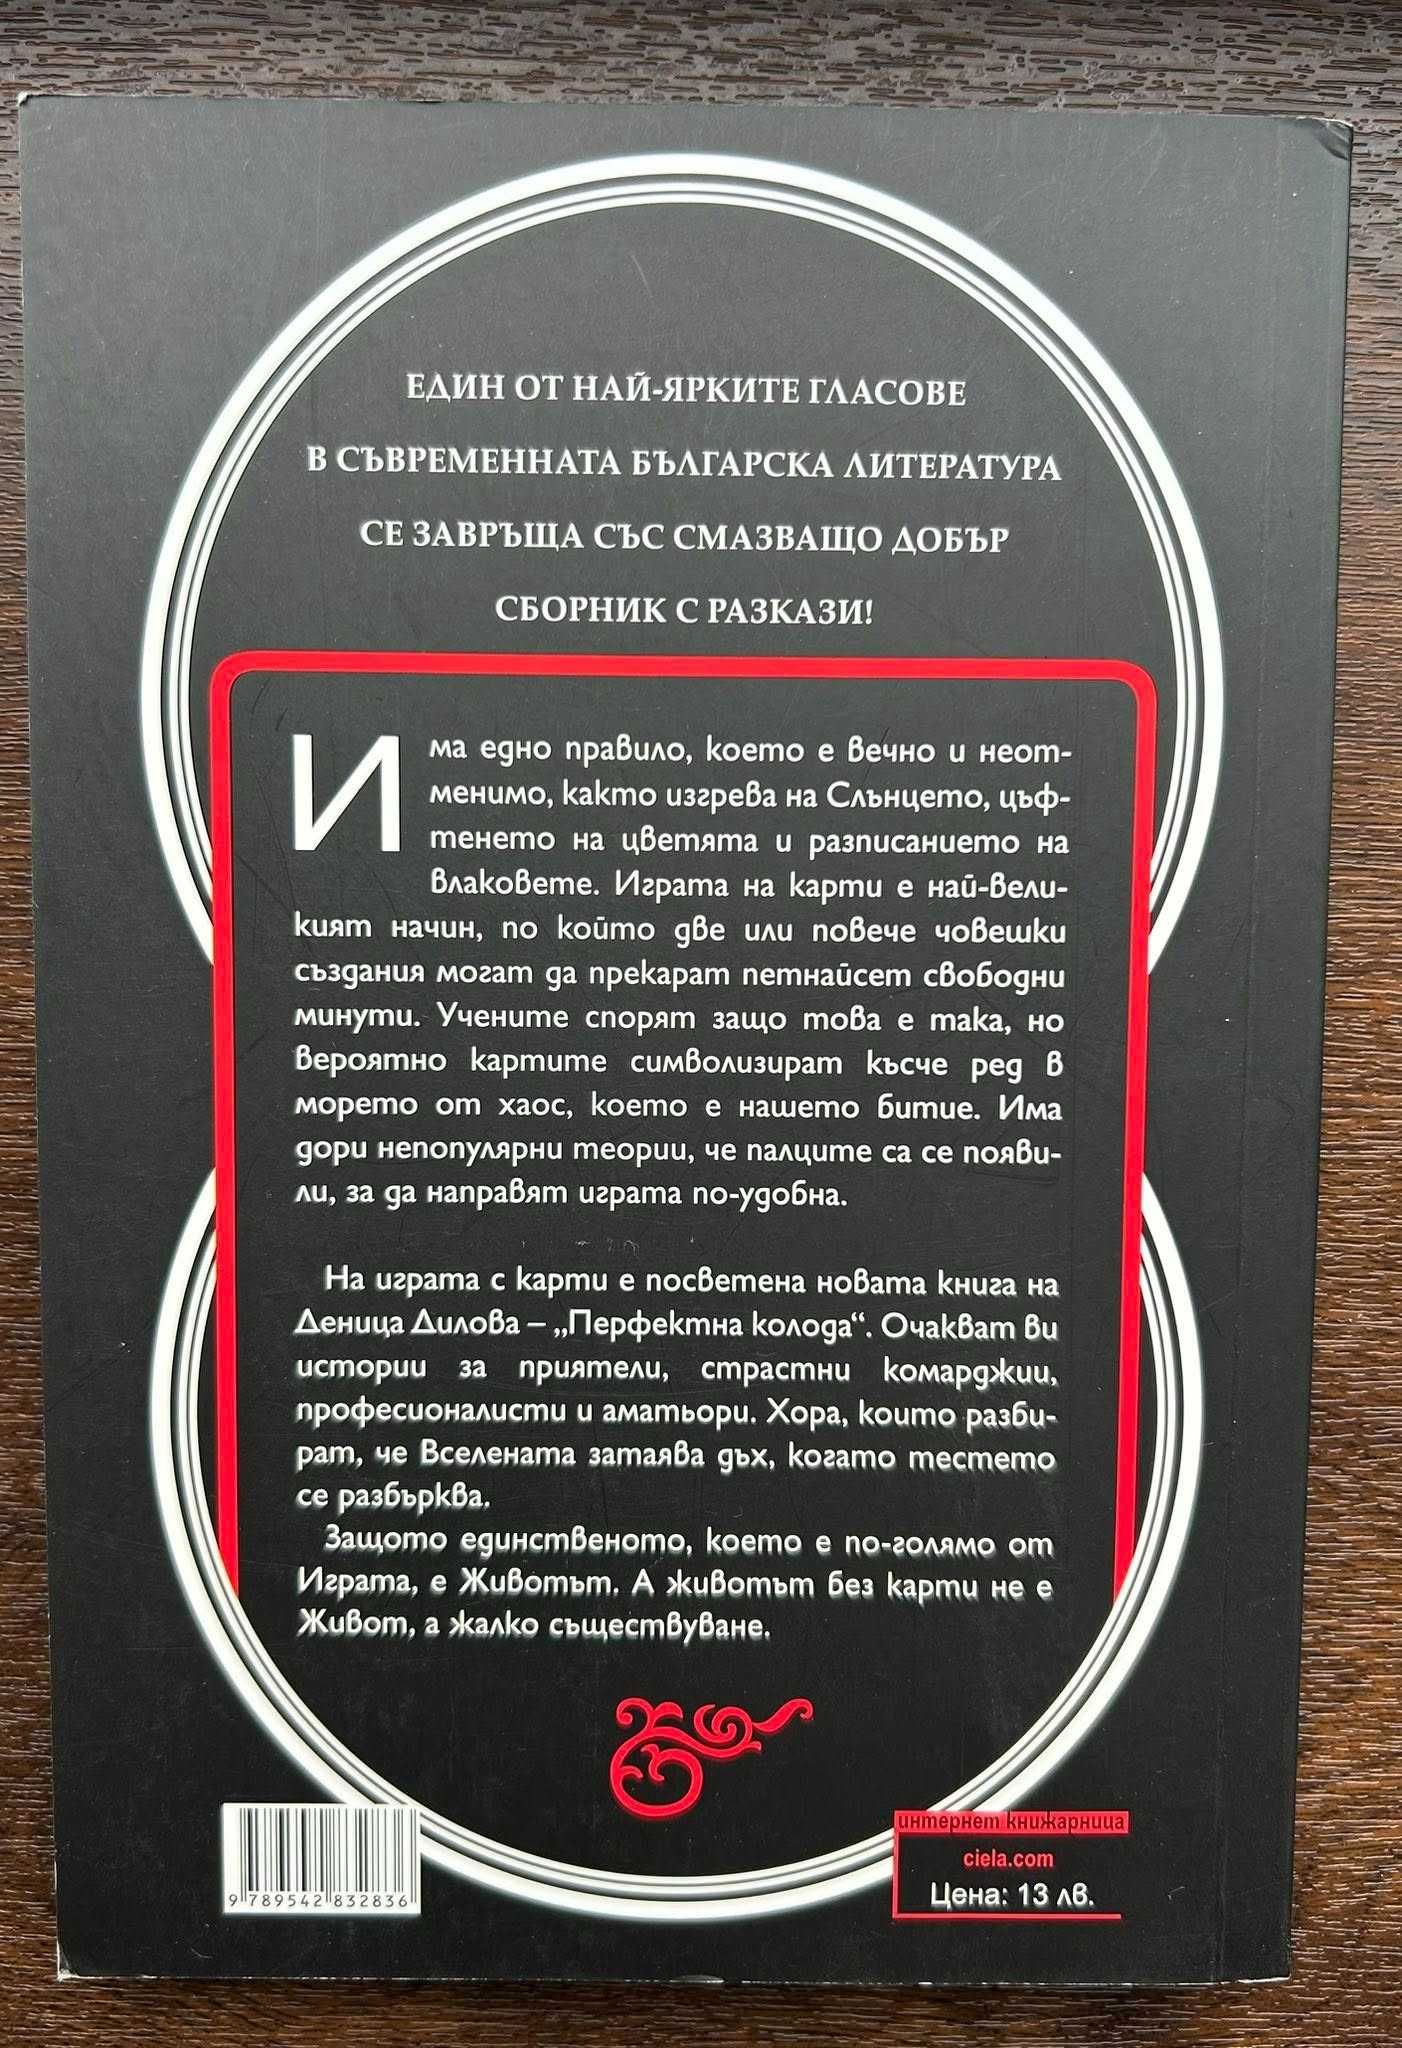 ЕДИН ОТ НАЙ-ЯРКИТЕ ГЛАСОВЕ
В СЪВРЕМЕННАТА БЪЛГАРСКА ЛИТЕРАТУРА
СЕ ЗАВРЪЩА СЪС СМАЗВАЩО ДОБЪР
СБОРНИК С РАЗКАЗИ!
Има едно правило, което е вечно и неот-
менимо, както изгрева на Слънцето, цъф-
тенето на цветята и разписанието на
влаковете. Играта на карти е най-вели-
кият начин, по който две или повече човешки
създания могат да прекарат петнайсет свободни
минути. Учените спорят защо това е така, но
вероятно картите символизират късче ред в
морето от хаос, което е нашето битие. Има
дори непопулярни теории, че палците са се появи-
ли, за да направят играта по-удобна.
На играта с карти е посветена новата книга на
Деница Дилова – „Перфектна колода“. Очакват ви
истории за приятели, страстни комарджии,
професионалисти и аматьори. Хора, които разби-
рат, че Вселената затаява дъх, когато тестето
се разбърква.
Защото единственото, което е по-голямо от
Играта, е Животът. А животът без карти не е
Живот, а жалко съществуване.
9 789542 832836
интернет книжарница
ciela.com
Цена: 13 лв.